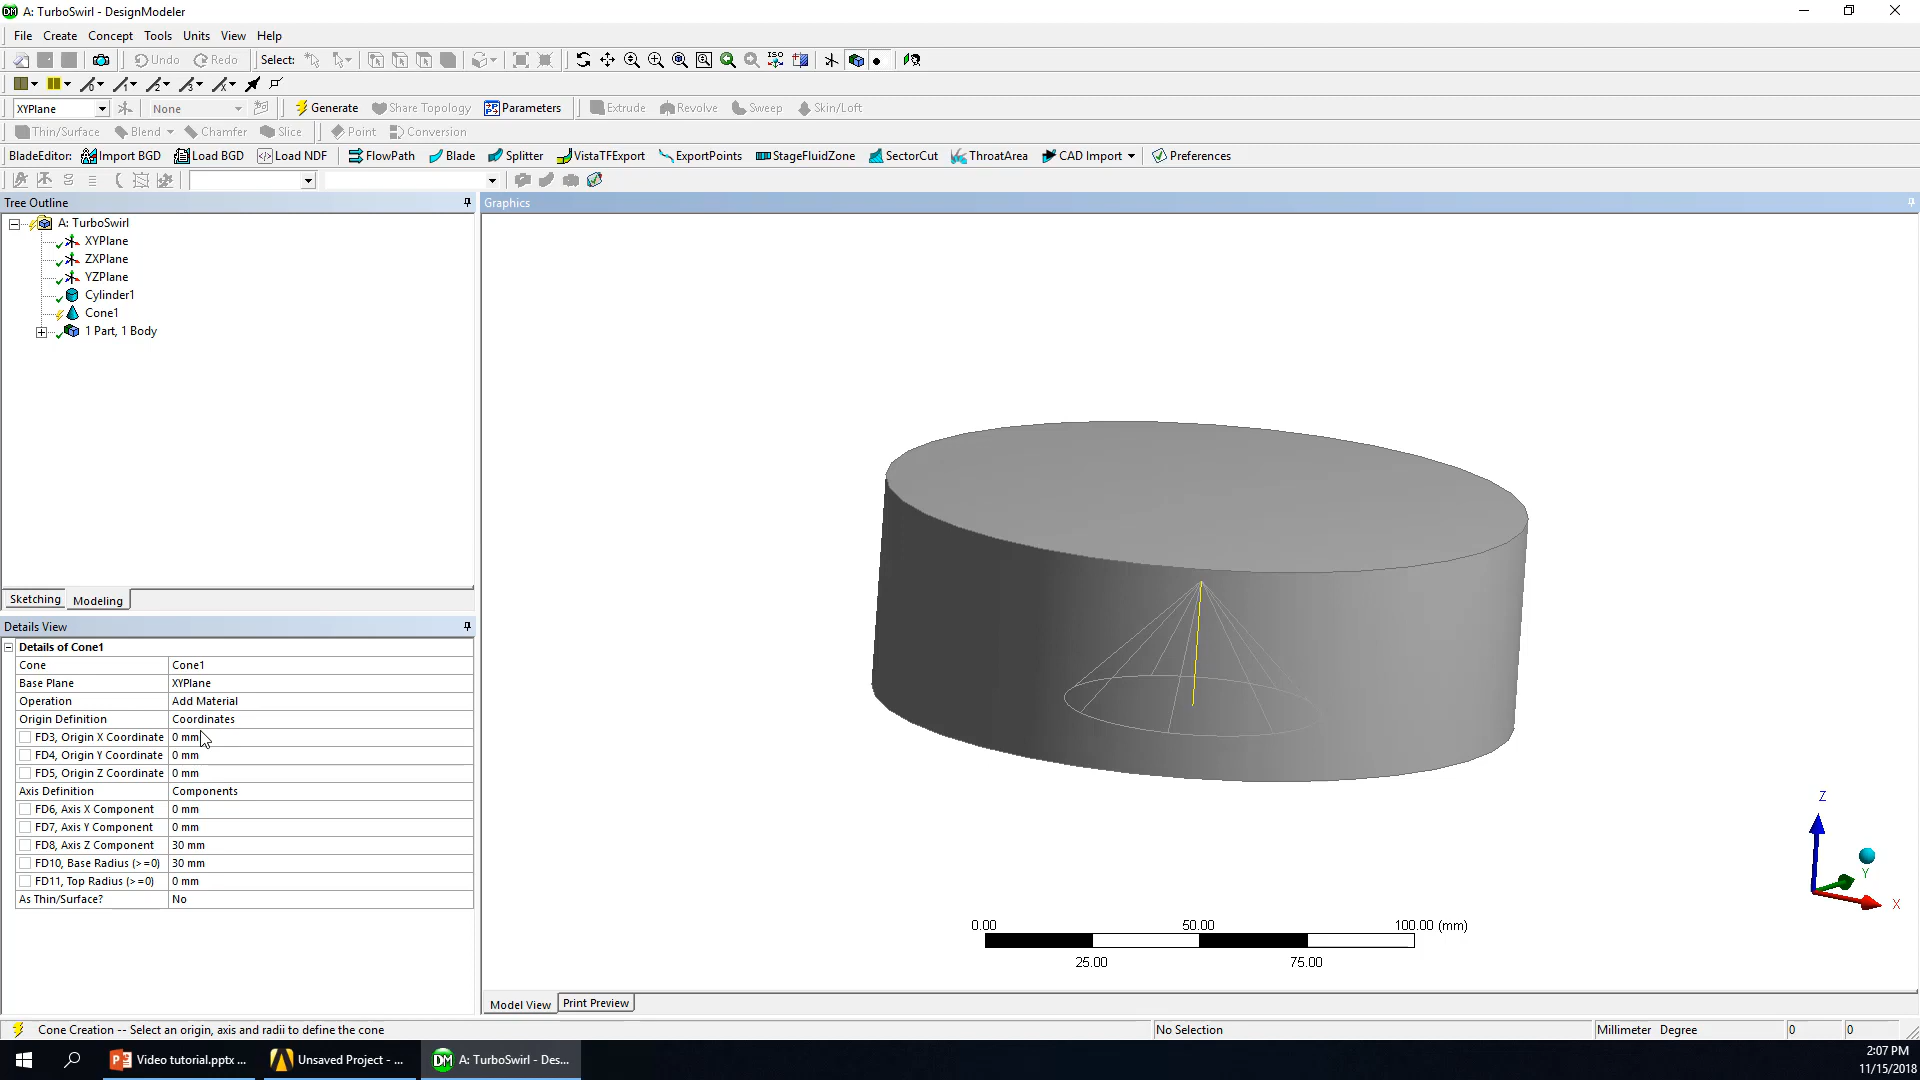 A: TurboSwirl - DesignModeler
File Create Concept Tools Units View Help
Undo Redo Select: ISO
XYPlane None Generate Share Topology Parameters Extrude Revolve Sweep Skin/Loft
Thin/Surface Blend Chamfer Slice Point Conversion
BladeEditor: Import BGD Load BGD Load NDF FlowPath Blade Splitter VistaTFExport ExportPoints StageFluidZone SectorCut ThroatArea CAD Import Preferences
Tree Outline
Graphics
A: TurboSwirl
XYPlane
ZXPlane
YZPlane
Cylinder1
Cone1
1 Part, 1 Body
Sketching Modeling
Details View
Details of Cone1
Cone Cone1
Base Plane XYPlane
Operation Add Material
Origin Definition Coordinates
FD3, Origin X Coordinate 0 mm
FD4, Origin Y Coordinate 0 mm
FD5, Origin Z Coordinate 0 mm
Axis Definition Components
FD6, Axis X Component 0 mm
FD7, Axis Y Component 0 mm
FD8, Axis Z Component 30 mm
FD10, Base Radius (>=0) 30 mm
FD11, Top Radius (>=0) 0 mm
As Thin/Surface? No
Z
Y
X
0.00 50.00 100.00 (mm)
25.00 75.00
Model View Print Preview
Cone Creation -- Select an origin, axis and radii to define the cone
No Selection
Millimeter Degree 0 0
Video tutorial.pptx ...
Unsaved Project - ...
DM A: TurboSwirl - Des...
2:07 PM
11/15/2018